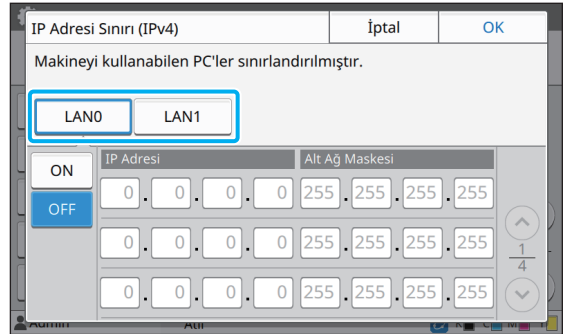 IP Adresi Sınırı (IPv4) İptal OK
Makineyi kullanabilen PC'ler sınırlandırılmıştır.
LAN0 LAN1
ON IP Adresi Alt Ağ Maskesi
0 . 0 . 0 . 0 255 . 255 . 255 . 255
OFF
0 . 0 . 0 . 0 255 . 255 . 255 . 255
1
4
0 . 0 . 0 . 0 255 . 255 . 255 . 255